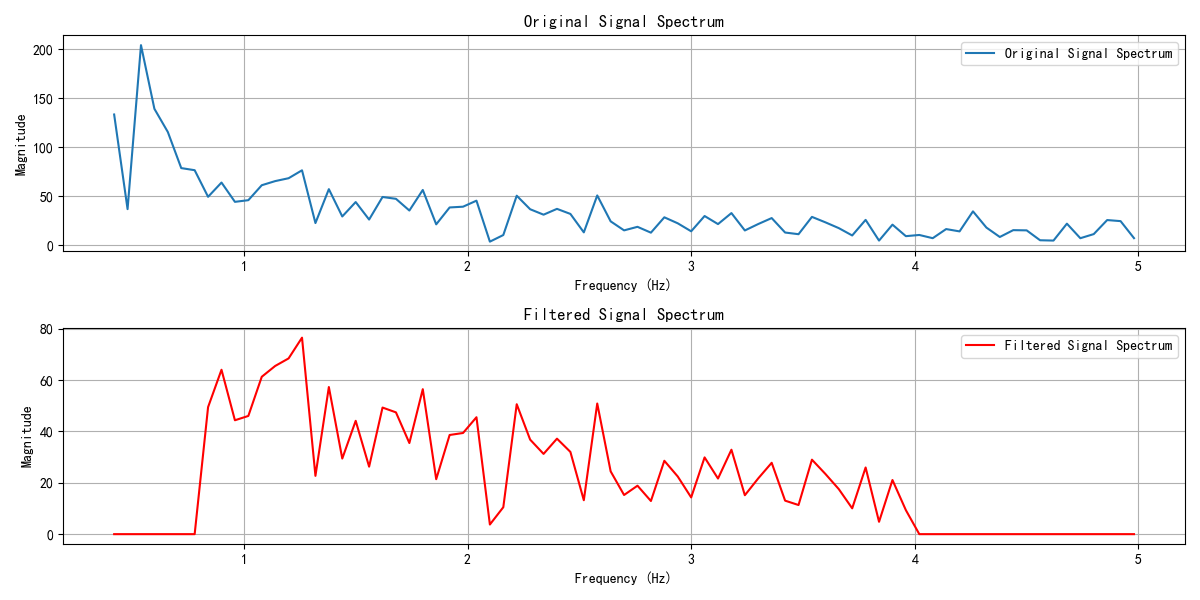 Original Signal Spectrum
Original Signal Spectrum
Magnitude
200
150
100
50
0
1
2
3
4
5
Frequency (Hz)
Filtered Signal Spectrum
Filtered Signal Spectrum
Magnitude
80
60
40
20
0
1
2
3
4
5
Frequency (Hz)